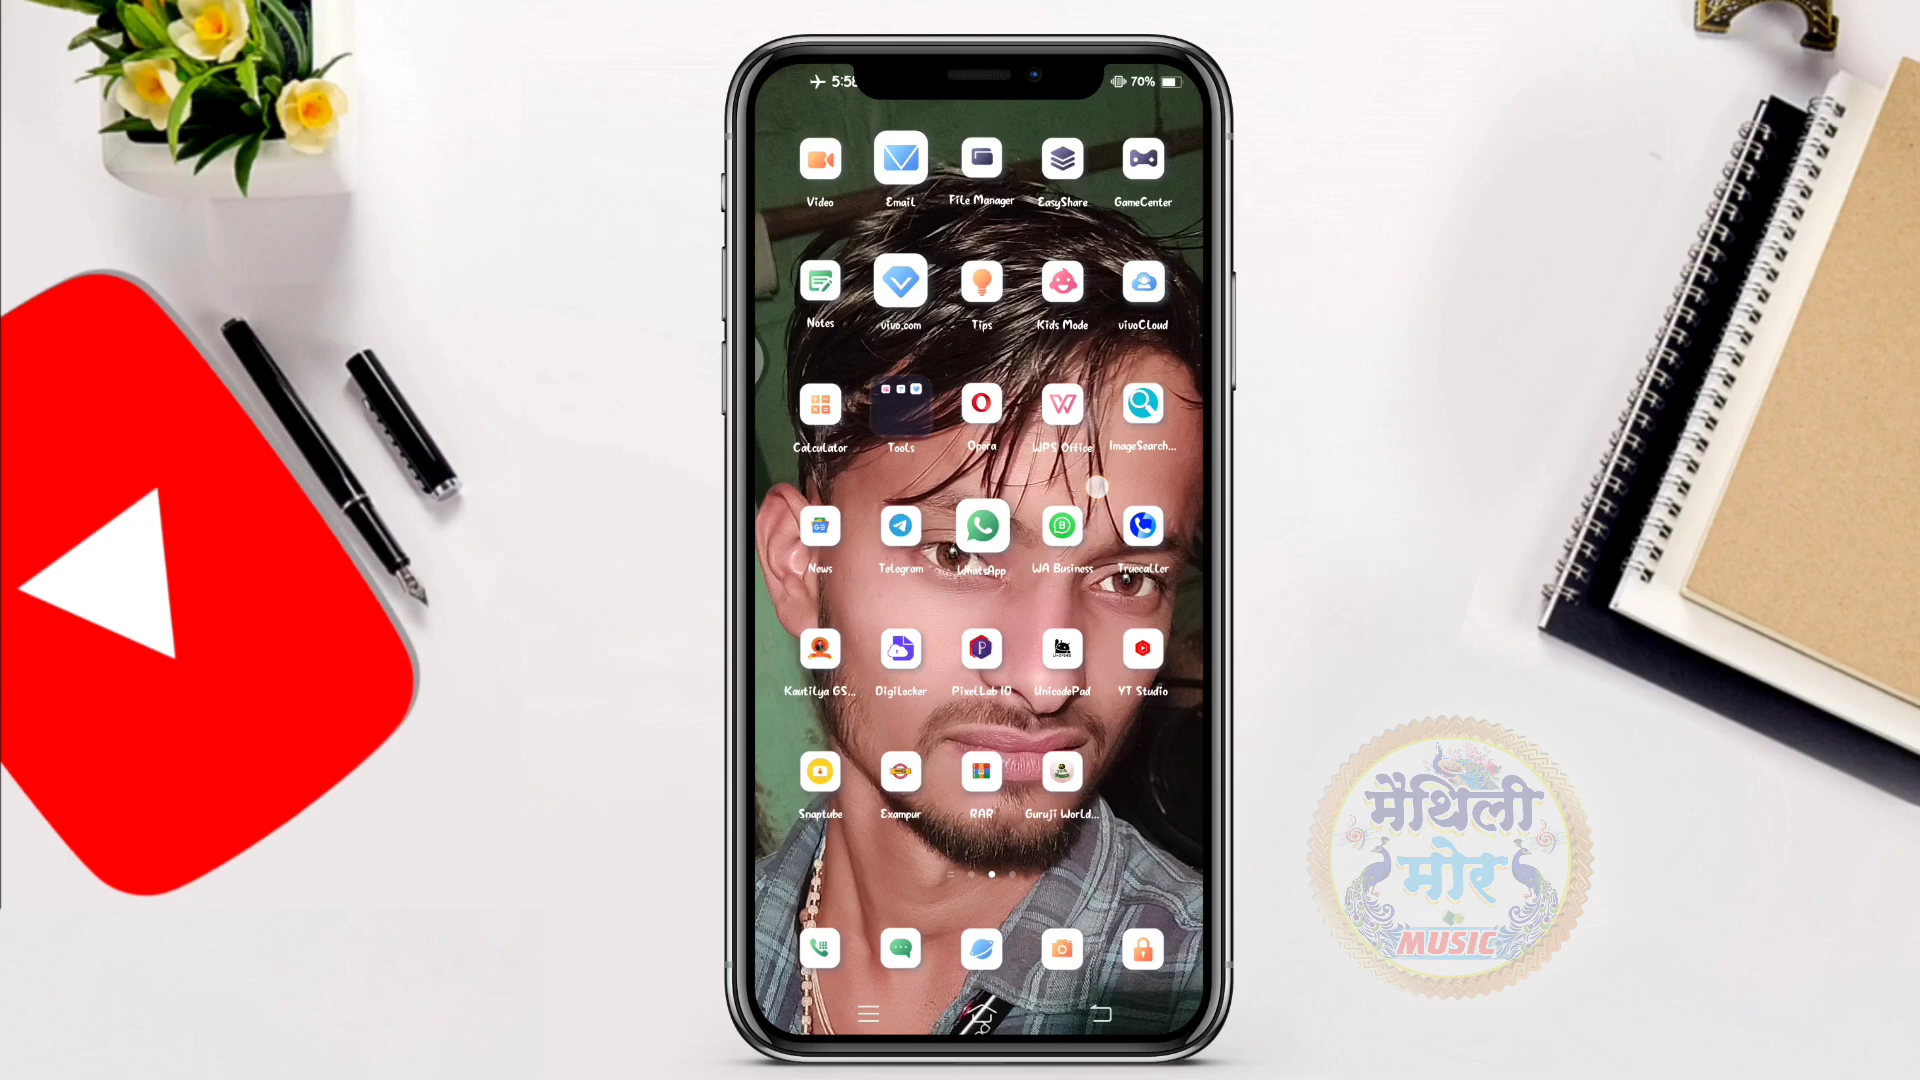 5:58
70%
Video Email File Manager EasyShare GameCenter
Notes vivo.com Tips Kids Mode vivoCloud
Calculator Tools Opera WPS Office ImageSearch...
News Telegram WhatsApp WA Business Truecaller
Kautilya GS... DigiLocker PixelLab IO UnicodePad YT Studio
Snaptube Exampur RAR Guruji World...
मैथिली
मोर
MUSIC